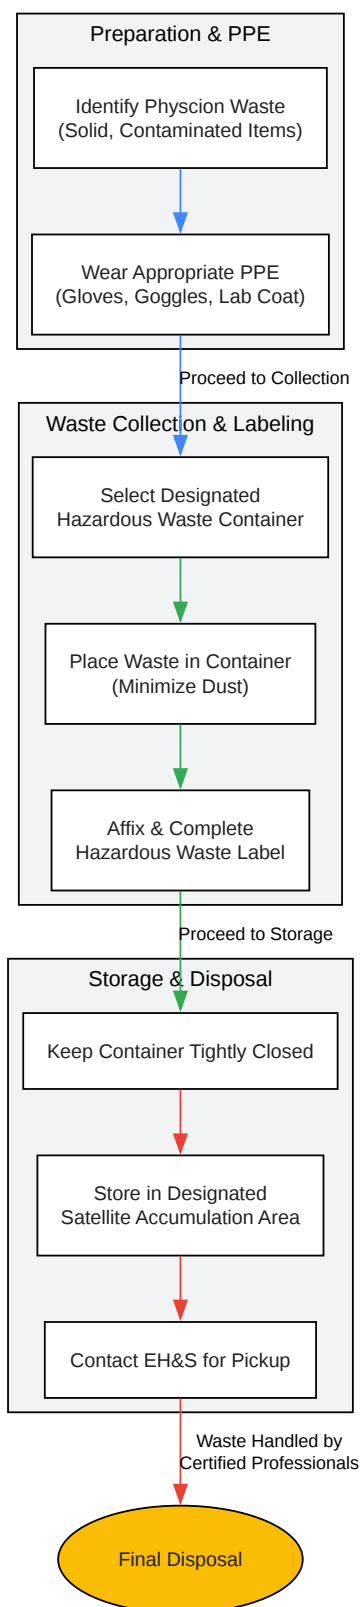 Preparation & PPE
Identify Physcion Waste
(Solid, Contaminated Items)
Wear Appropriate PPE
(Gloves, Goggles, Lab Coat)
Proceed to Collection
Waste Collection & Labeling
Select Designated
Hazardous Waste Container
Place Waste in Container
(Minimize Dust)
Affix & Complete
Hazardous Waste Label
Proceed to Storage
Storage & Disposal
Keep Container Tightly Closed
Store in Designated
Satellite Accumulation Area
Contact EH&S for Pickup
Waste Handled by
Certified Professionals
Final Disposal